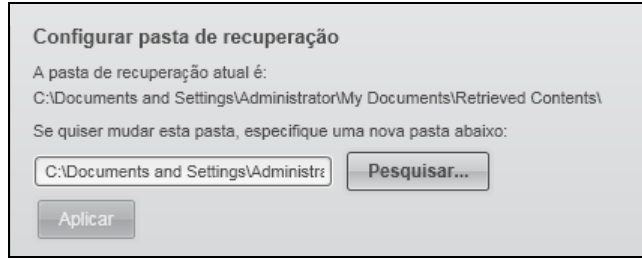 Configurar pasta de recuperação
A pasta de recuperação atual é:
C:\Documents and Settings\Administrator\My Documents\Retrieved Contents\
Se quiser mudar esta pasta, especifique uma nova pasta abaixo:
C:\Documents and Settings\Administra Pesquisar...
Aplicar